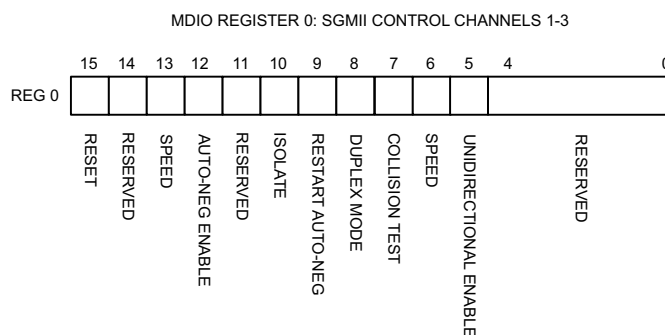 MDIO REGISTER 0: SGMII CONTROL CHANNELS 1-3
15 14 13 12 11 10 9 8 7 6 5 4 0
REG 0
RESET
RESERVED
SPEED
AUTO-NEG ENABLE
RESERVED
ISOLATE
RESTART AUTO-NEG
DUPLEX MODE
COLLISION TEST
SPEED
UNIDIRECTIONAL ENABLE
RESERVED